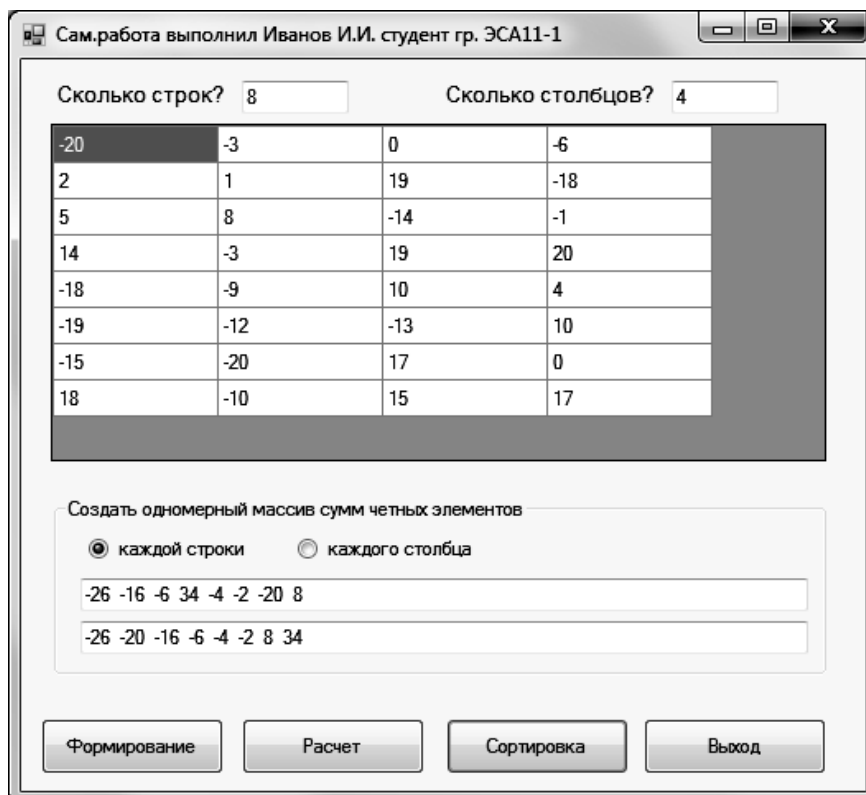 Сам.работа выполнил Иванов И.И. студент гр. ЭСА11-1
Сколько строк? 8 Сколько столбцов? 4
-20 -3 0 -6
2 1 19 -18
5 8 -14 -1
14 -3 19 20
-18 -9 10 4
-19 -12 -13 10
-15 -20 17 0
18 -10 15 17
Создать одномерный массив сумм четных элементов
каждой строки каждого столбца
-26 -16 -6 34 -4 -2 -20 8
-26 -20 -16 -6 -4 -2 8 34
Формирование Расчет Сортировка Выход